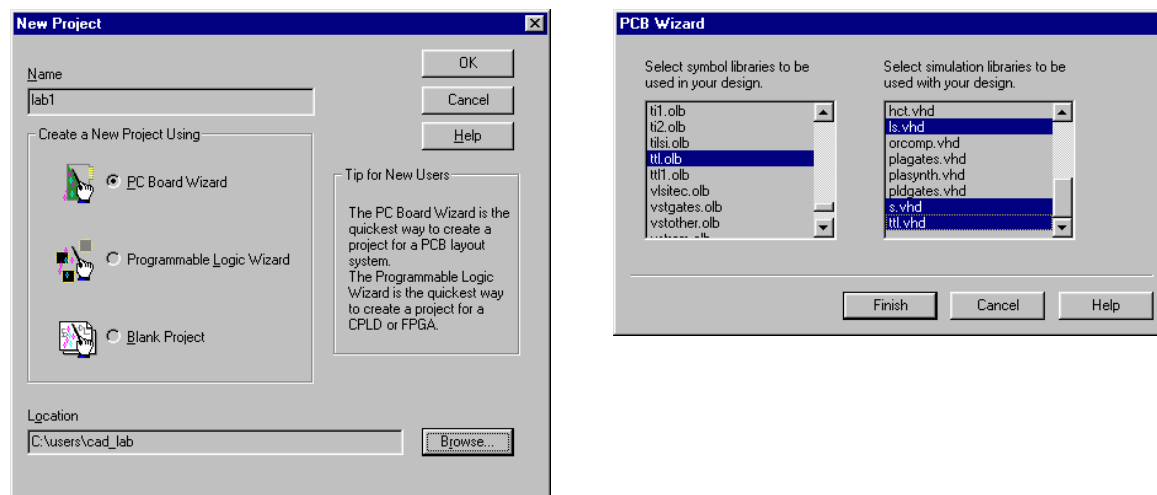 New Project
Name
lab1
OK
Cancel
Help
Create a New Project Using
PC Board Wizard
Programmable Logic Wizard
Blank Project
Tip for New Users
The PC Board Wizard is the
quickest way to create a
project for a PCB layout
system.
The Programmable Logic
Wizard is the quickest way
to create a project for a
CPLD or FPGA.
Location
C:\users\cad_lab
Browse...
PCB Wizard
Select symbol libraries to be
used in your design.
ti1.olb
ti2.olb
tilsi.olb
ttl.olb
ttl1.olb
vlsitec.olb
vstgates.olb
vstother.olb
Select simulation libraries to be
used with your design.
hct.vhd
ls.vhd
orcomp.vhd
plagates.vhd
plasynth.vhd
pldgates.vhd
s.vhd
ttl.vhd
Finish
Cancel
Help